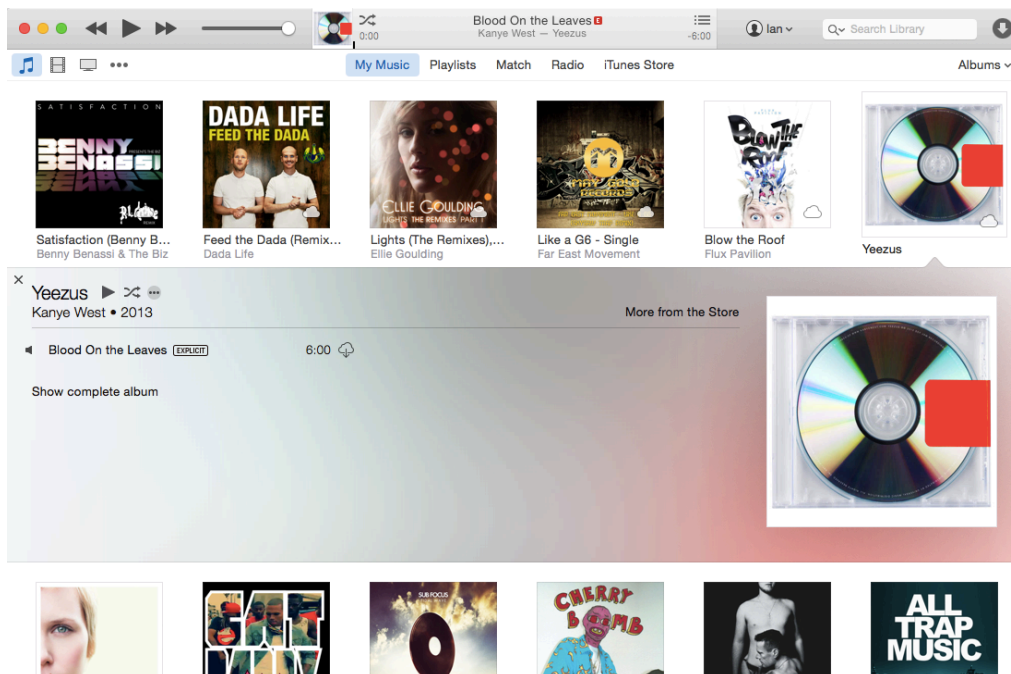 Blood On the Leaves E
Kanye West — Yeezus
0:00
-6:00
Ian
Search Library
My Music
Playlists
Match
Radio
iTunes Store
Albums
SATISFACTION
BENNY
BENASSI
DADA LIFE
FEED THE DADA
ELLIE GOULDING
LIGHTS THE REMIXES PART 1
BLOW THE ROOF
Satisfaction (Benny B...
Benny Benassi & The Biz
Feed the Dada (Remix...
Dada Life
Lights (The Remixes),...
Ellie Goulding
Like a G6 - Single
Far East Movement
Blow the Roof
Flux Pavilion
Yeezus
Yeezus
Kanye West • 2013
More from the Store
Blood On the Leaves EXPLICIT
6:00
Show complete album
SUB FOCUS
CHERRY
BOMB
ALL
TRAP
MUSIC